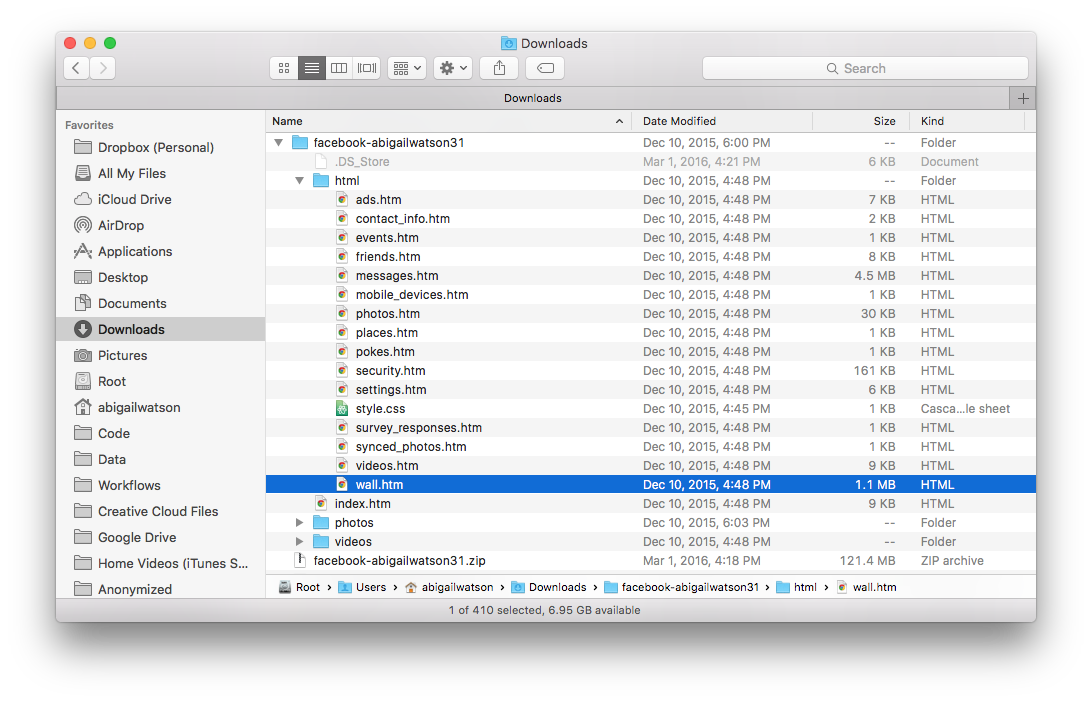 Downloads
Search
Downloads
Favorites
Dropbox (Personal)
All My Files
iCloud Drive
AirDrop
Applications
Desktop
Documents
Downloads
Pictures
Root
abigailwatson
Code
Data
Workflows
Creative Cloud Files
Google Drive
Home Videos (iTunes S...
Anonymized
Name Date Modified Size Kind
facebook-abigailwatson31 Dec 10, 2015, 6:00 PM -- Folder
.DS_Store Mar 1, 2016, 4:21 PM 6 KB Document
html Dec 10, 2015, 4:48 PM -- Folder
ads.htm Dec 10, 2015, 4:48 PM 7 KB HTML
contact_info.htm Dec 10, 2015, 4:48 PM 2 KB HTML
events.htm Dec 10, 2015, 4:48 PM 1 KB HTML
friends.htm Dec 10, 2015, 4:48 PM 8 KB HTML
messages.htm Dec 10, 2015, 4:48 PM 4.5 MB HTML
mobile_devices.htm Dec 10, 2015, 4:48 PM 1 KB HTML
photos.htm Dec 10, 2015, 4:48 PM 30 KB HTML
places.htm Dec 10, 2015, 4:48 PM 1 KB HTML
pokes.htm Dec 10, 2015, 4:48 PM 1 KB HTML
security.htm Dec 10, 2015, 4:48 PM 161 KB HTML
settings.htm Dec 10, 2015, 4:48 PM 6 KB HTML
style.css Dec 10, 2015, 4:45 PM 1 KB Casca...le sheet
survey_responses.htm Dec 10, 2015, 4:48 PM 1 KB HTML
synced_photos.htm Dec 10, 2015, 4:48 PM 1 KB HTML
videos.htm Dec 10, 2015, 4:48 PM 9 KB HTML
wall.htm Dec 10, 2015, 4:48 PM 1.1 MB HTML
index.htm Dec 10, 2015, 4:48 PM 9 KB HTML
photos Dec 10, 2015, 6:03 PM -- Folder
videos Dec 10, 2015, 4:48 PM -- Folder
facebook-abigailwatson31.zip Mar 1, 2016, 4:18 PM 121.4 MB ZIP archive
Root › Users › abigailwatson › Downloads › facebook-abigailwatson31 › html › wall.htm
1 of 410 selected, 6.95 GB available